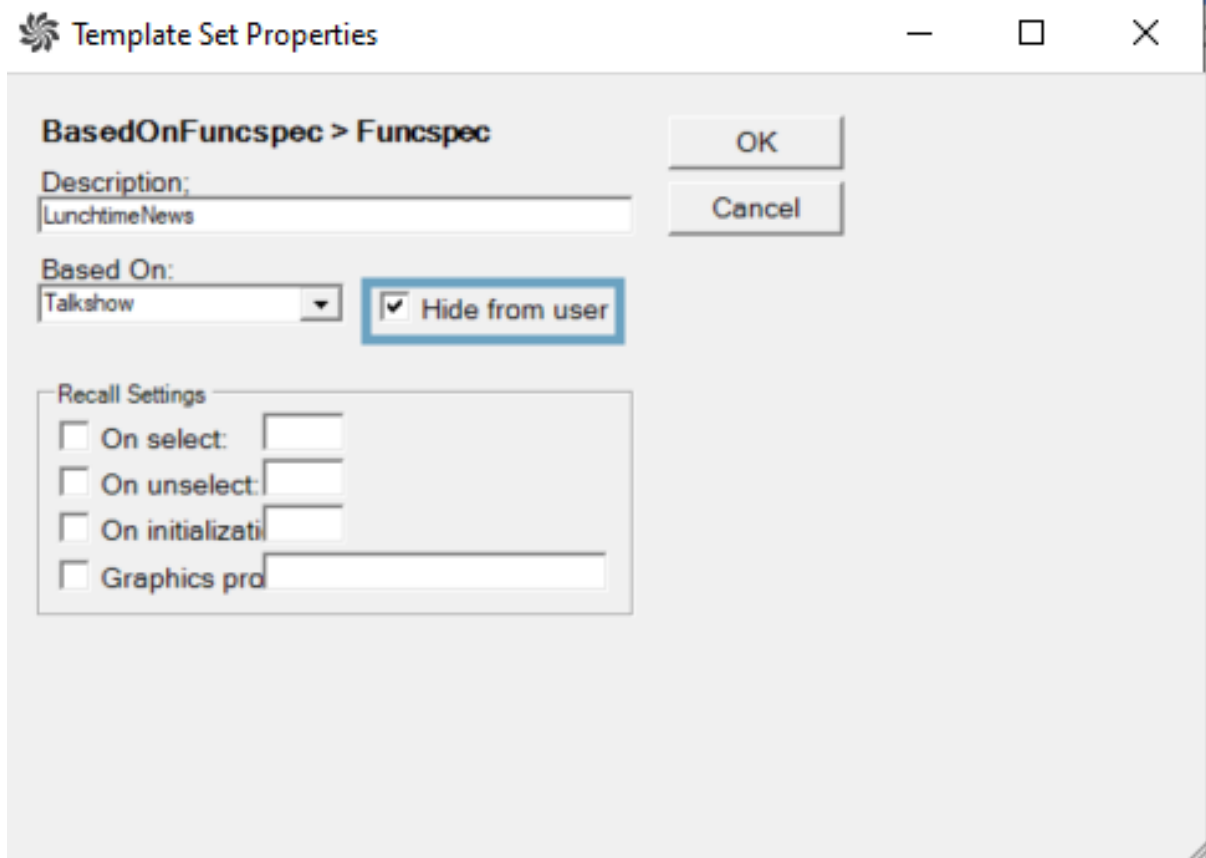 Template Set Properties
BasedOnFuncspec > Funcspec
OK
Description;
LunchtimeNews
Cancel
Based On:
Talkshow
Hide from user
Recall Settings
On select:
On unselect:
On initializati
Graphics pro